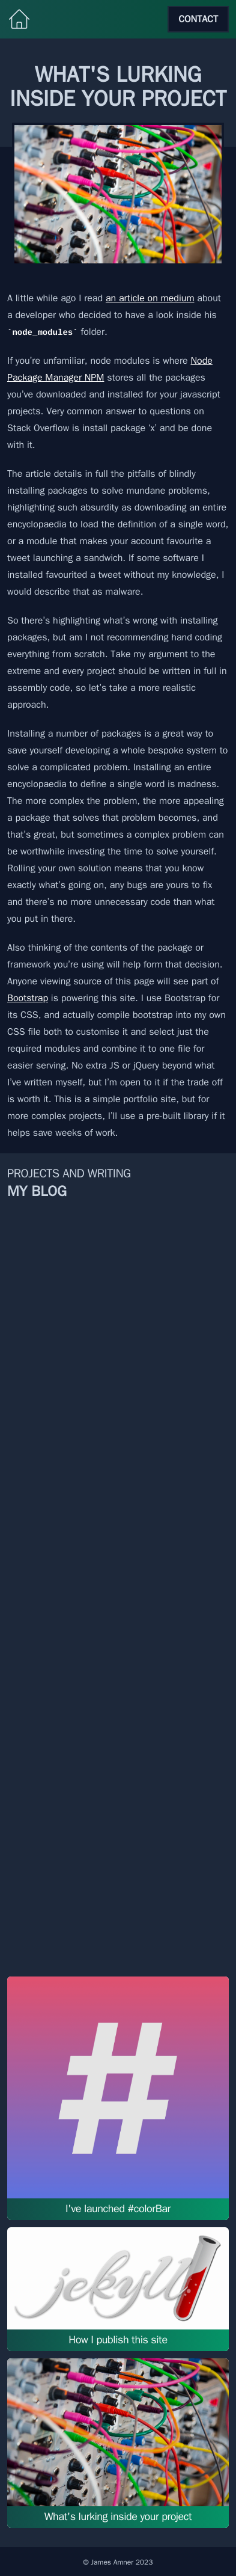 CONTACT
WHAT'S LURKING
INSIDE YOUR PROJECT
A little while ago I read an article on medium about
a developer who decided to have a look inside his
`node_modules` folder.
If you're unfamiliar, node modules is where Node
Package Manager NPM stores all the packages
you've downloaded and installed for your javascript
projects. Very common answer to questions on
Stack Overflow is install package 'x' and be done
with it.
The article details in full the pitfalls of blindly
installing packages to solve mundane problems,
highlighting such absurdity as downloading an entire
encyclopaedia to load the definition of a single word,
or a module that makes your account favourite a
tweet launching a sandwich. If some software I
installed favourited a tweet without my knowledge, I
would describe that as malware.
So there's highlighting what's wrong with installing
packages, but am I not recommending hand coding
everything from scratch. Take my argument to the
extreme and every project should be written in full in
assembly code, so let's take a more realistic
approach.
Installing a number of packages is a great way to
save yourself developing a whole bespoke system to
solve a complicated problem. Installing an entire
encyclopaedia to define a single word is madness.
The more complex the problem, the more appealing
a package that solves that problem becomes, and
that's great, but sometimes a complex problem can
be worthwhile investing the time to solve yourself.
Rolling your own solution means that you know
exactly what's going on, any bugs are yours to fix
and there's no more unnecessary code than what
you put in there.
Also thinking of the contents of the package or
framework you're using will help form that decision.
Anyone viewing source of this page will see part of
Bootstrap is powering this site. I use Bootstrap for
its CSS, and actually compile bootstrap into my own
CSS file both to customise it and select just the
required modules and combine it to one file for
easier serving. No extra JS or jQuery beyond what
I've written myself, but I'm open to it if the trade off
is worth it. This is a simple portfolio site, but for
more complex projects, I'll use a pre-built library if it
helps save weeks of work.
PROJECTS AND WRITING
MY BLOG
#
I've launched #colorBar
jekyll
How I publish this site
What's lurking inside your project
© James Amner 2023